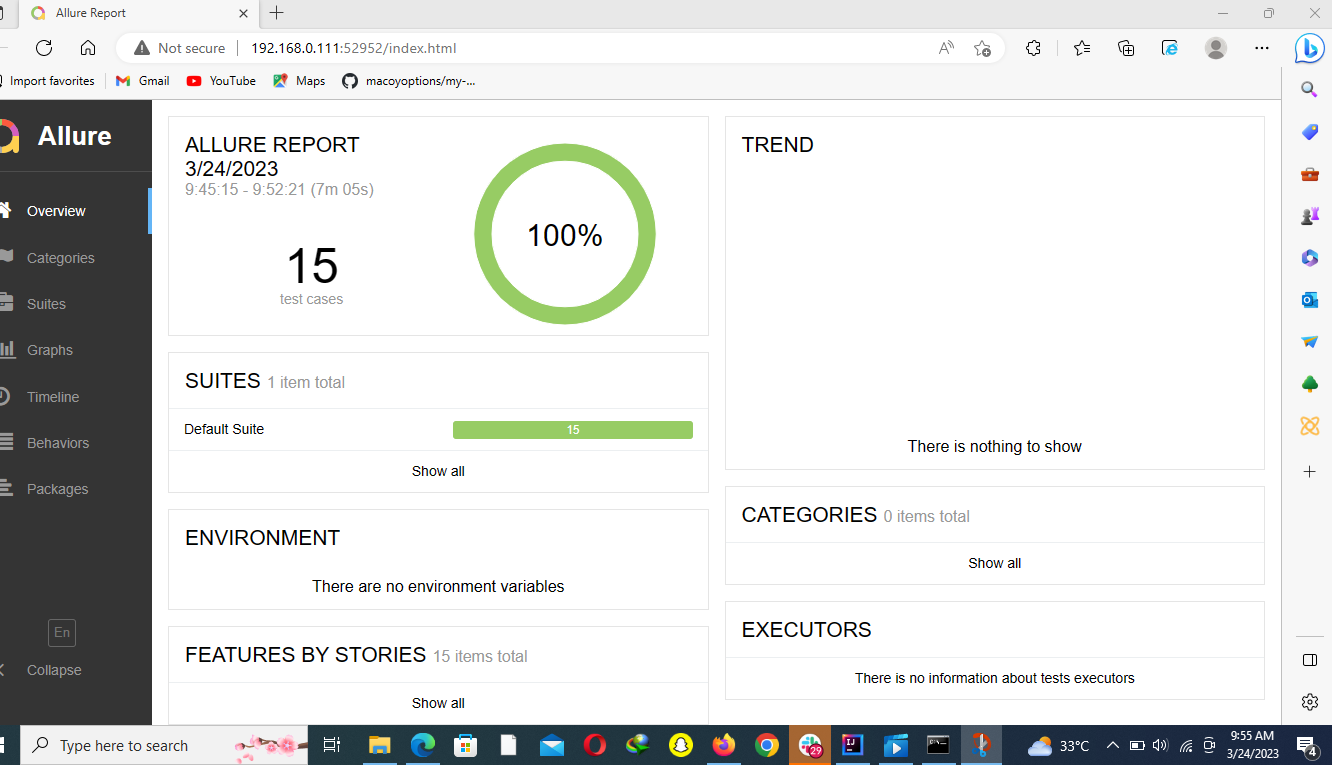 Allure Report
Not secure
192.168.0.111:52952/index.html
Import favorites
Gmail
YouTube
Maps
macoyoptions/my-...
Allure
Overview
Categories
Suites
Graphs
Timeline
Behaviors
Packages
En
Collapse
ALLURE REPORT
3/24/2023
9:45:15 - 9:52:21 (7m 05s)
15
test cases
100%
SUITES 1 item total
Default Suite
15
Show all
ENVIRONMENT
There are no environment variables
FEATURES BY STORIES 15 items total
Show all
TREND
There is nothing to show
CATEGORIES 0 items total
Show all
EXECUTORS
There is no information about tests executors
Type here to search
29
33°C
9:55 AM
3/24/2023
4